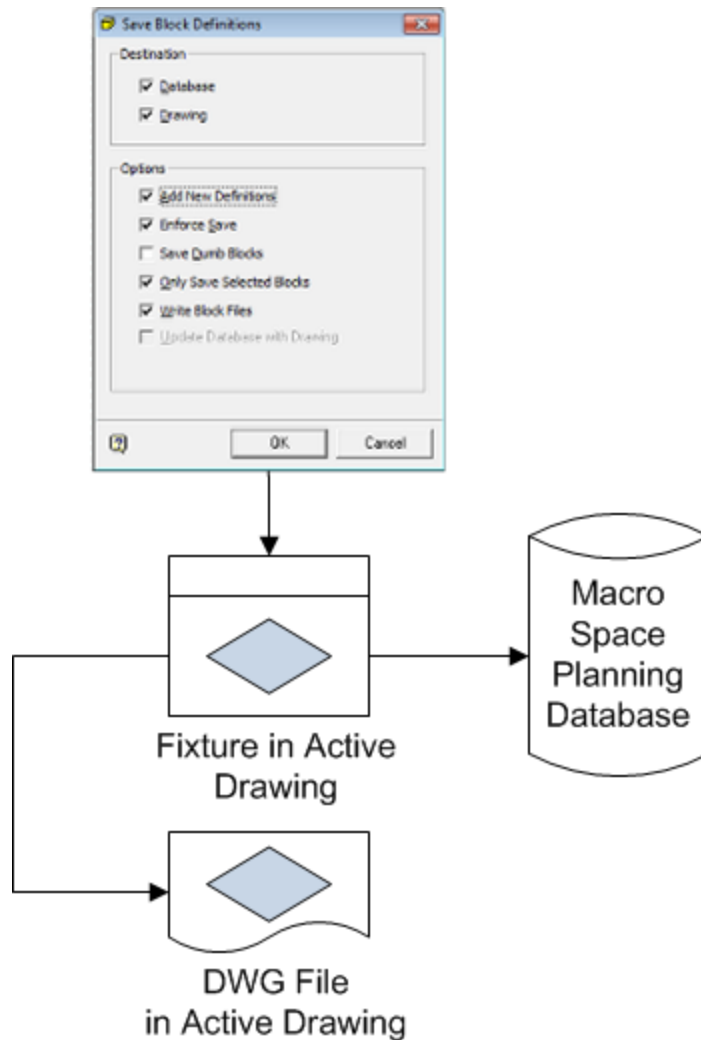 Save Block Definitions
Destination
Database
Drawing
Options
Add New Definitions
Enforce Save
Save Dumb Blocks
Only Save Selected Blocks
Write Block Files
Update Database with Drawing
?
OK
Cancel
Macro
Space
Planning
Database
Fixture in Active
Drawing
DWG File
in Active Drawing